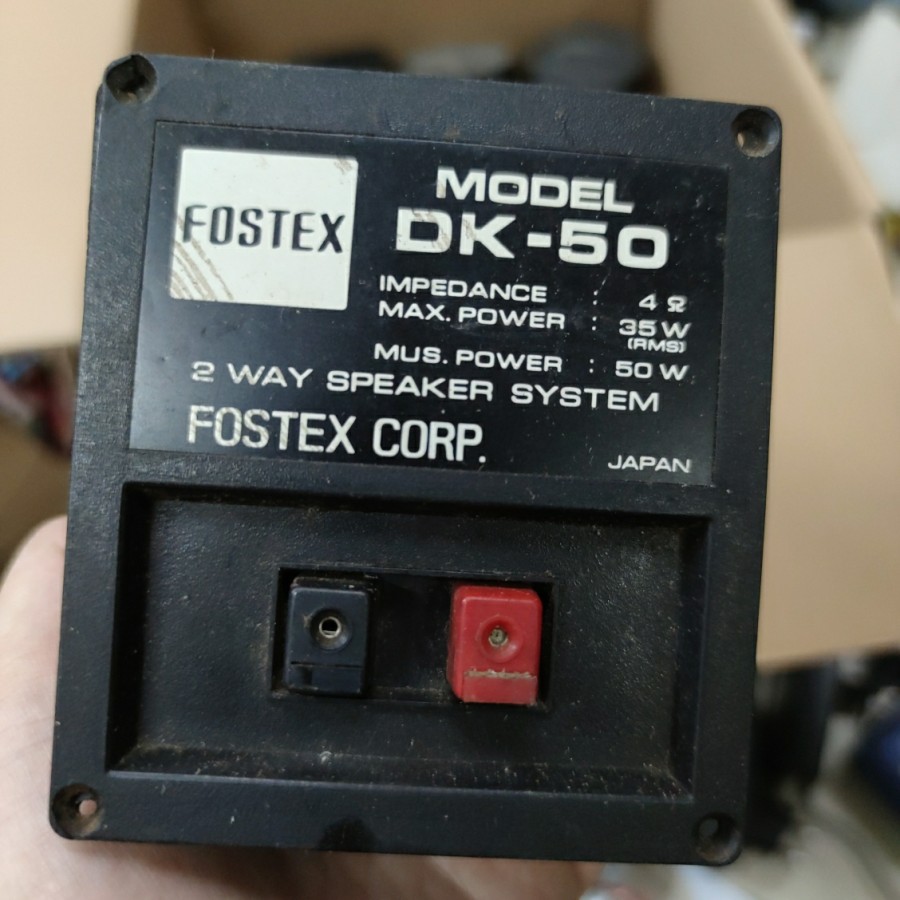 FOSTEX
MODEL
DK-50
IMPEDANCE : 4 Ω
MAX. POWER : 35 W
(RMS)
MUS. POWER : 50 W
2 WAY SPEAKER SYSTEM
FOSTEX CORP.
JAPAN